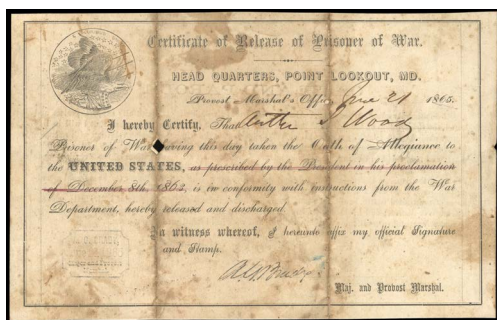 Certificate of Release of Prisoner of War.
HEAD QUARTERS, POINT LOOKOUT, MD.
Provost Marshal's Office, June 21 1865.
I hereby Certify, That S Wood
Prisoner of War having this day taken the Oath of Allegiance to
the UNITED STATES, as prescribed by the President in his proclamation
of December 8th, 1863, is in conformity with instructions from the War
Department, hereby released and discharged.
In witness whereof, I hereunto affix my official Signature
and Stamp.
Maj. and Provost Marshal.